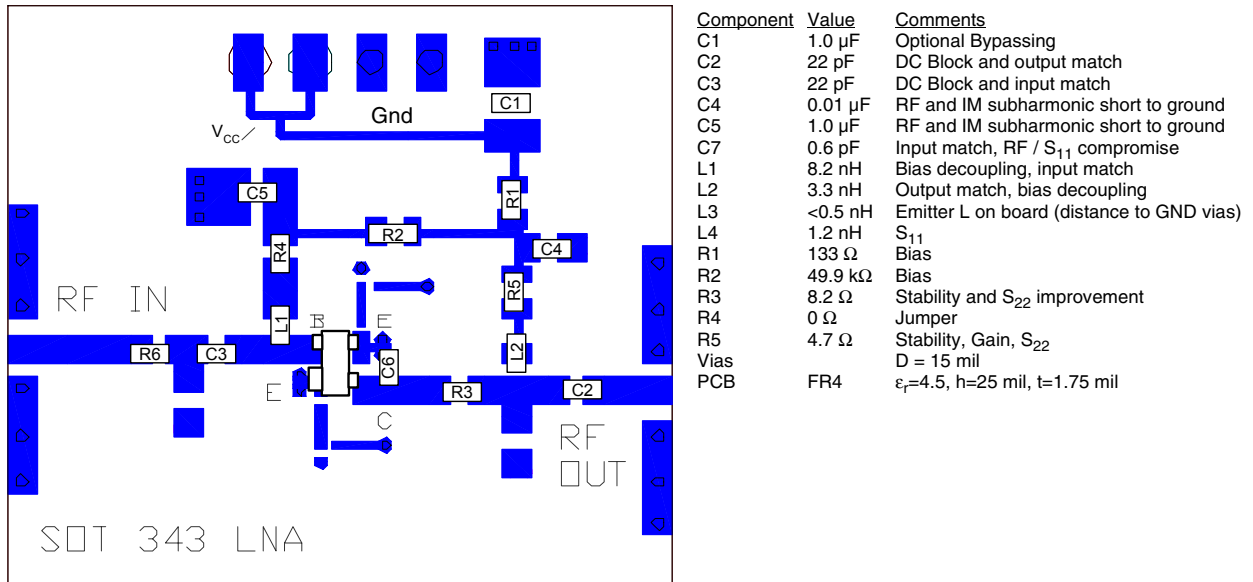 C1
Gnd
VCC
C5
R1
R4
R2
C4
RF IN
R5
L1
B
E
R6
C3
C6
L2
E
R3
C2
C
RF
OUT
SOT 343 LNA
Component Value Comments
C1 1.0 µF Optional Bypassing
C2 22 pF DC Block and output match
C3 22 pF DC Block and input match
C4 0.01 µF RF and IM subharmonic short to ground
C5 1.0 µF RF and IM subharmonic short to ground
C7 0.6 pF Input match, RF / S11 compromise
L1 8.2 nH Bias decoupling, input match
L2 3.3 nH Output match, bias decoupling
L3 <0.5 nH Emitter L on board (distance to GND vias)
L4 1.2 nH S11
R1 133 Ω Bias
R2 49.9 kΩ Bias
R3 8.2 Ω Stability and S22 improvement
R4 0 Ω Jumper
R5 4.7 Ω Stability, Gain, S22
Vias D = 15 mil
PCB FR4 εr=4.5, h=25 mil, t=1.75 mil